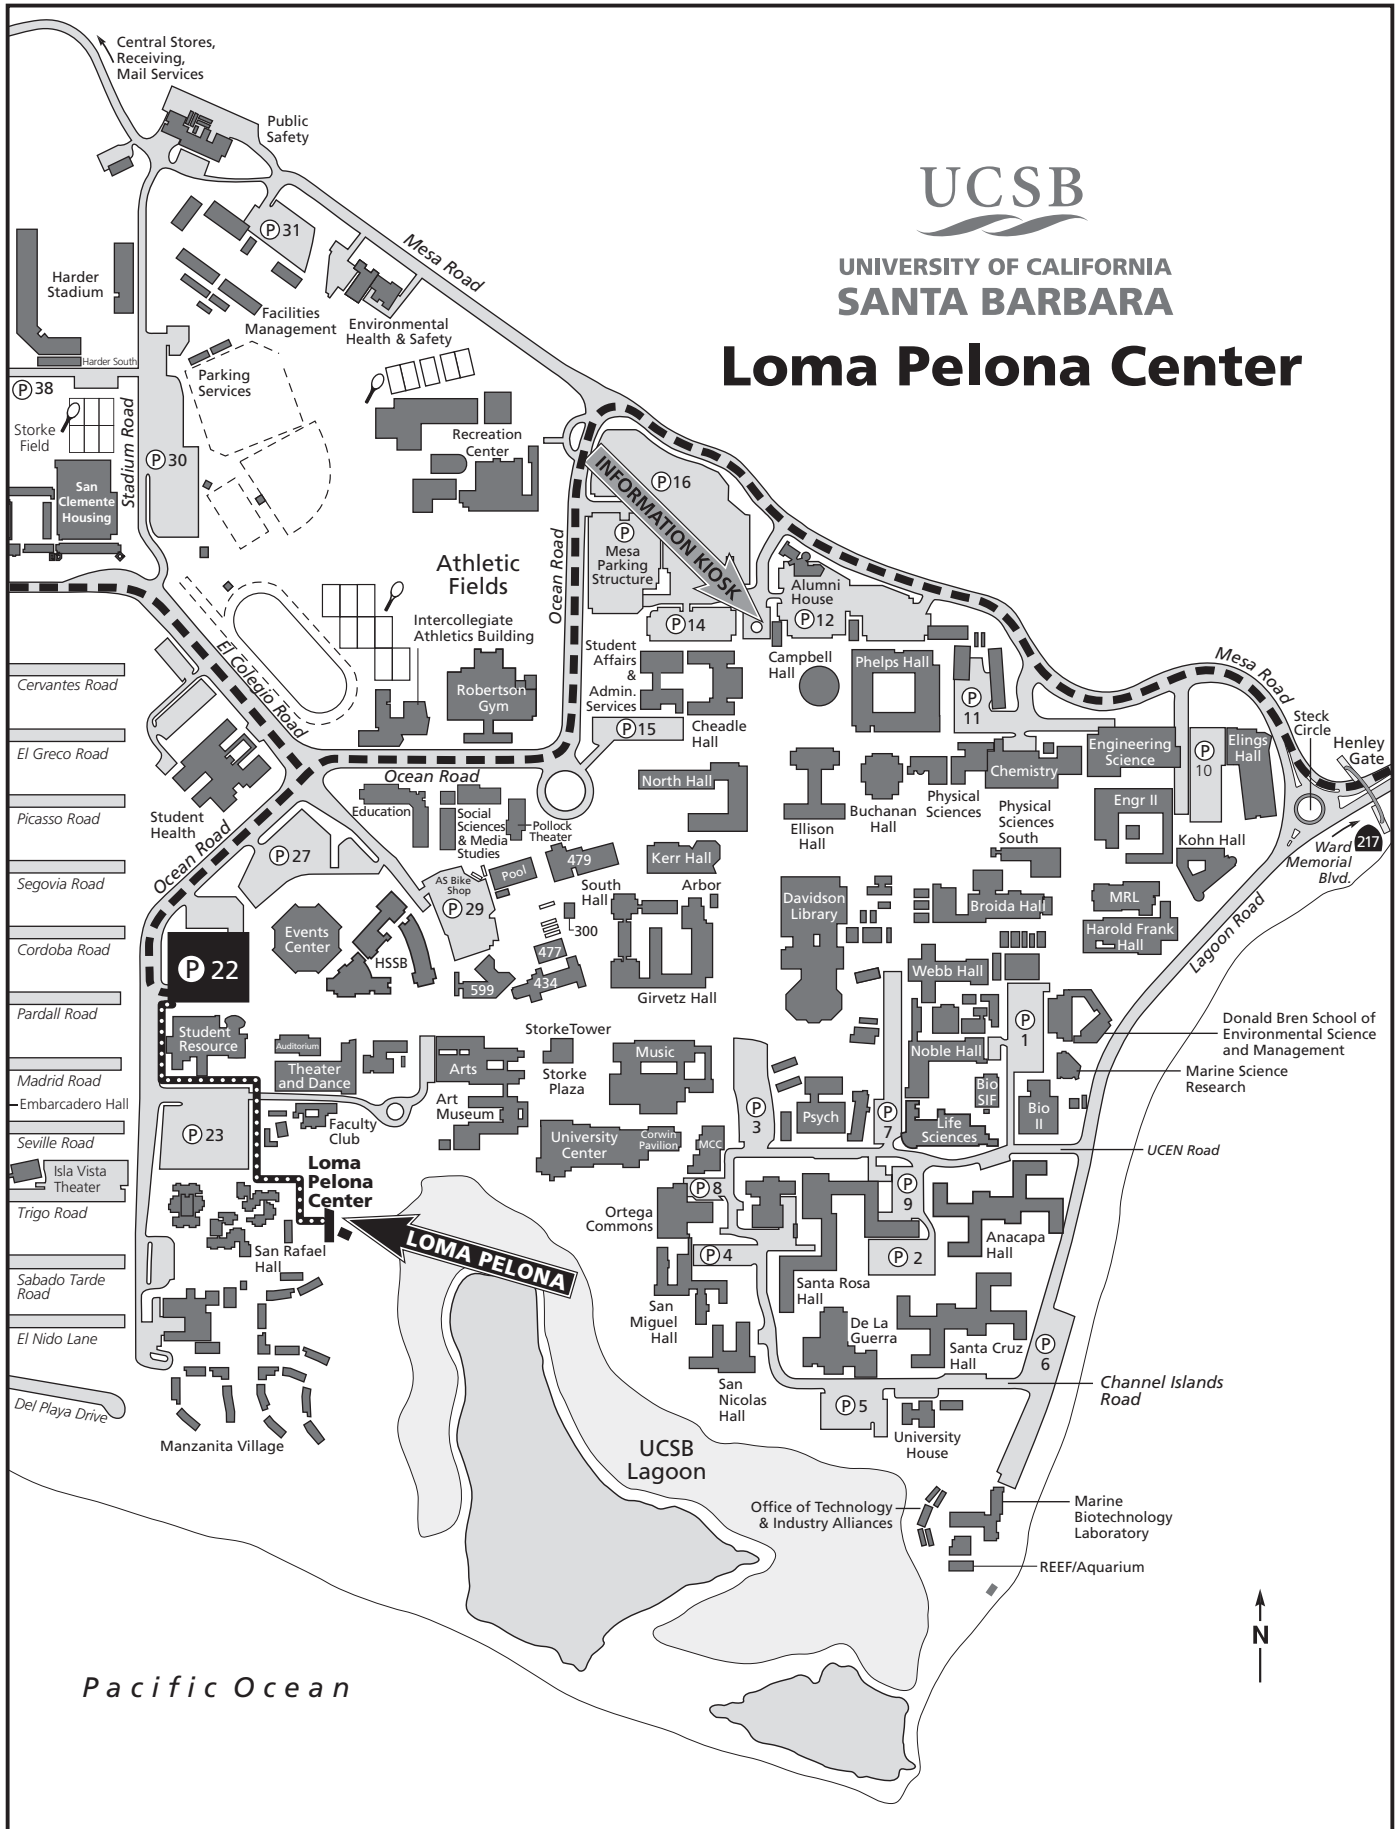 Central Stores,
Receiving,
Mail Services
Public
Safety
UCSB
UNIVERSITY OF CALIFORNIA
SANTA BARBARA
Loma Pelona Center
P 31
Mesa Road
Harder
Stadium
Facilities
Management
Environmental
Health & Safety
Harder South
Parking
Services
P 38
Storke
Field
Stadium Road
P 30
San
Clemente
Housing
Recreation
Center
INFORMATION KIOSK
P 16
P
Mesa
Parking
Structure
Ocean Road
Athletic
Fields
Alumni
House
P 12
P 14
Intercollegiate
Athletics Building
Student
Affairs
&
Admin.
Services
Robertson
Gym
Campbell
Hall
Phelps Hall
Mesa Road
El Colegio Road
Cervantes Road
El Greco Road
Picasso Road
Segovia Road
Cordoba Road
Pardall Road
Madrid Road
Embarcadero Hall
Seville Road
Isla Vista
Theater
Trigo Road
Sabado Tarde
Road
El Nido Lane
Del Playa Drive
P 15
Cheadle
Hall
P
11
Steck
Circle
Henley
Gate
Engineering
Science
P
10
Elings
Hall
Ocean Road
North Hall
Chemistry
Education
Social
Sciences
& Media
Studies
Pollock
Theater
Ellison
Hall
Buchanan
Hall
Physical
Sciences
Physical
Sciences
South
Engr II
Kohn Hall
Ward
Memorial
Blvd.
217
Student
Health
Ocean Road
P 27
AS Bike
Shop
P 29
Pool
479
Kerr Hall
South
Hall
Arbor
300
477
434
599
Girvetz Hall
Davidson
Library
Broida Hall
MRL
Harold Frank
Hall
Lagoon Road
Events
Center
HSSB
P 22
Webb Hall
P
1
Donald Bren School of
Environmental Science
and Management
Marine Science
Research
Student
Resource
Auditorium
Theater
and Dance
Arts
StorkeTower
Storke
Plaza
Music
Noble Hall
Bio
SIF
Bio
II
Art
Museum
Faculty
Club
P 23
P
3
Psych
P
7
Life
Sciences
University
Center
Corwin
Pavilion
MCC
UCEN Road
Loma
Pelona
Center
LOMA PELONA
San Rafael
Hall
P 8
Ortega
Commons
P
9
Anacapa
Hall
P 4
P 2
Santa Rosa
Hall
San
Miguel
Hall
De La
Guerra
Santa Cruz
Hall
P
6
San
Nicolas
Hall
Channel Islands
Road
P 5
University
House
Manzanita Village
UCSB
Lagoon
Office of Technology
& Industry Alliances
Marine
Biotechnology
Laboratory
REEF/Aquarium
N
Pacific Ocean